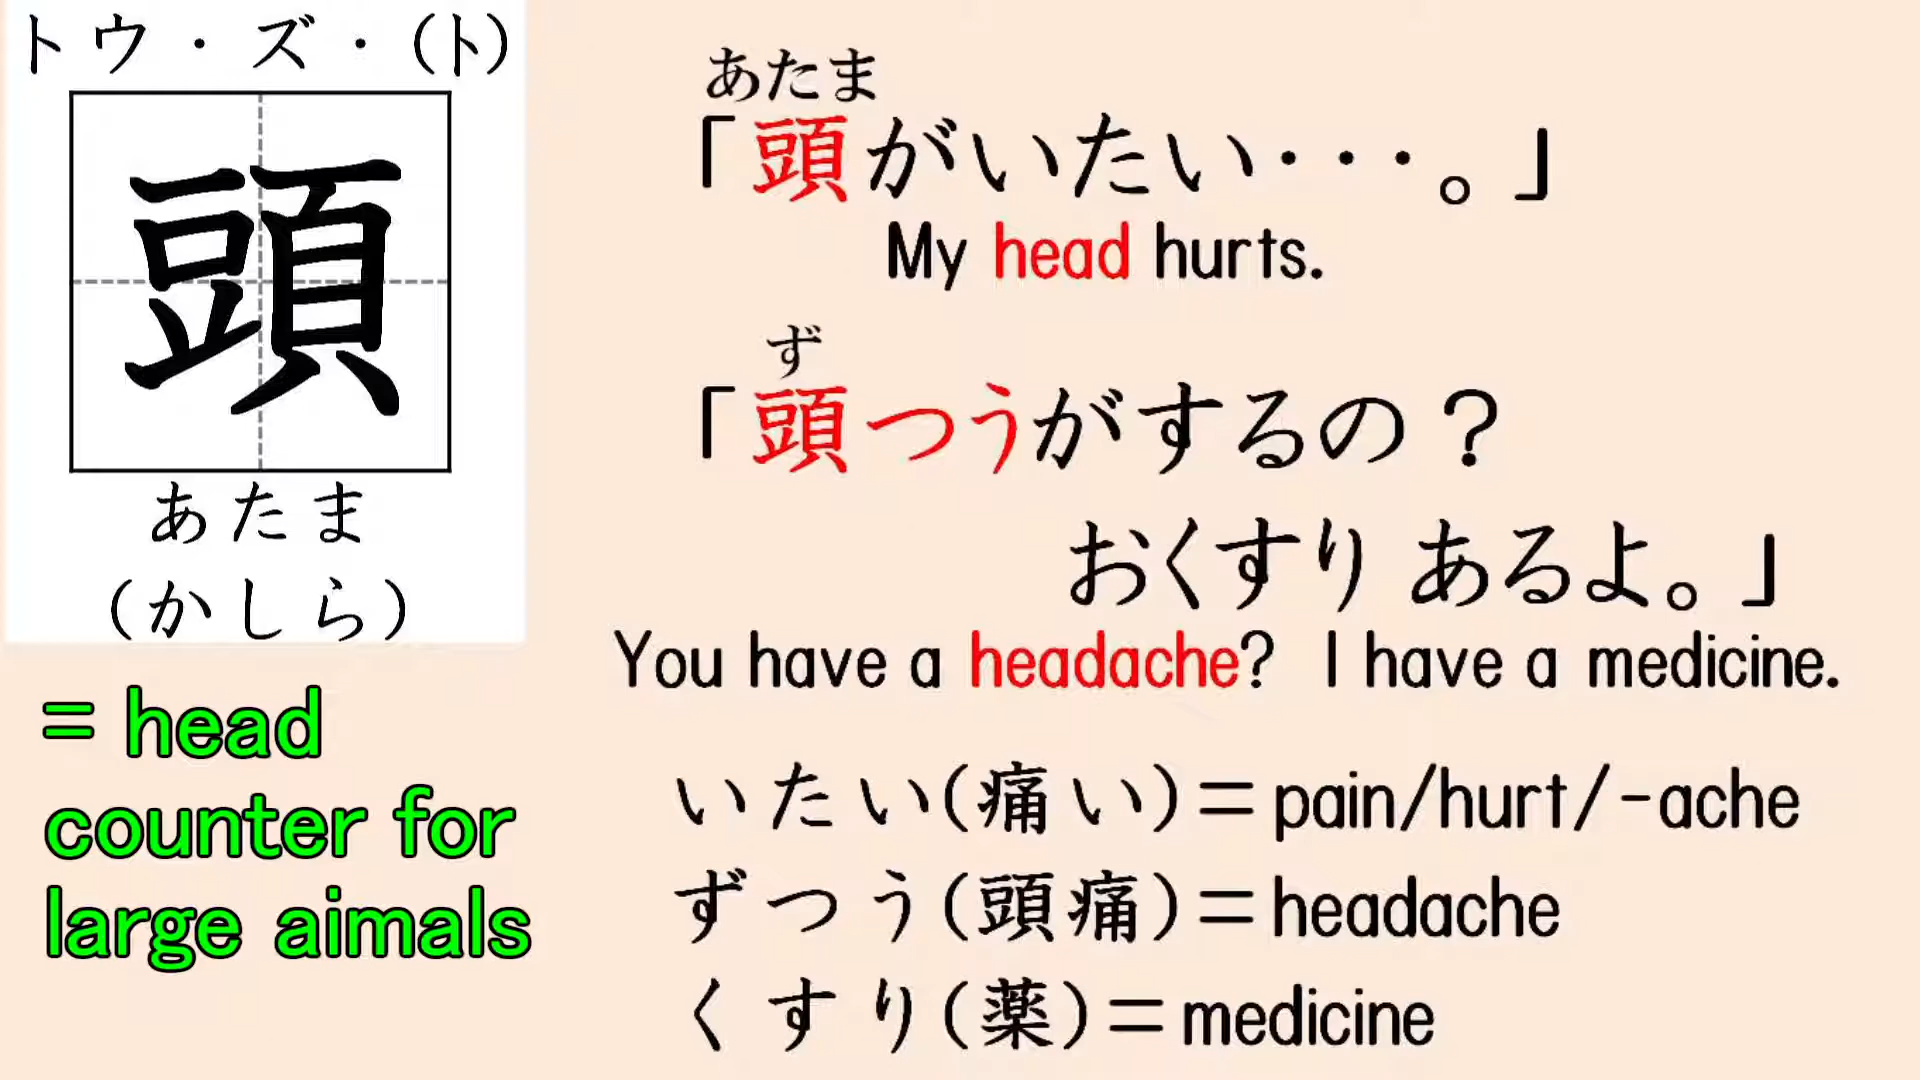 トウ・ズ・(ト)
頭
あたま
(かしら)
= head
counter for
large aimals
あたま
「頭がいたい・・・。」
My head hurts.
ず
「頭つうがするの？
おくすり あるよ。」
You have a headache? I have a medicine.
いたい(痛い)＝pain/hurt/-ache
ずつう(頭痛)＝headache
くすり(薬)＝medicine